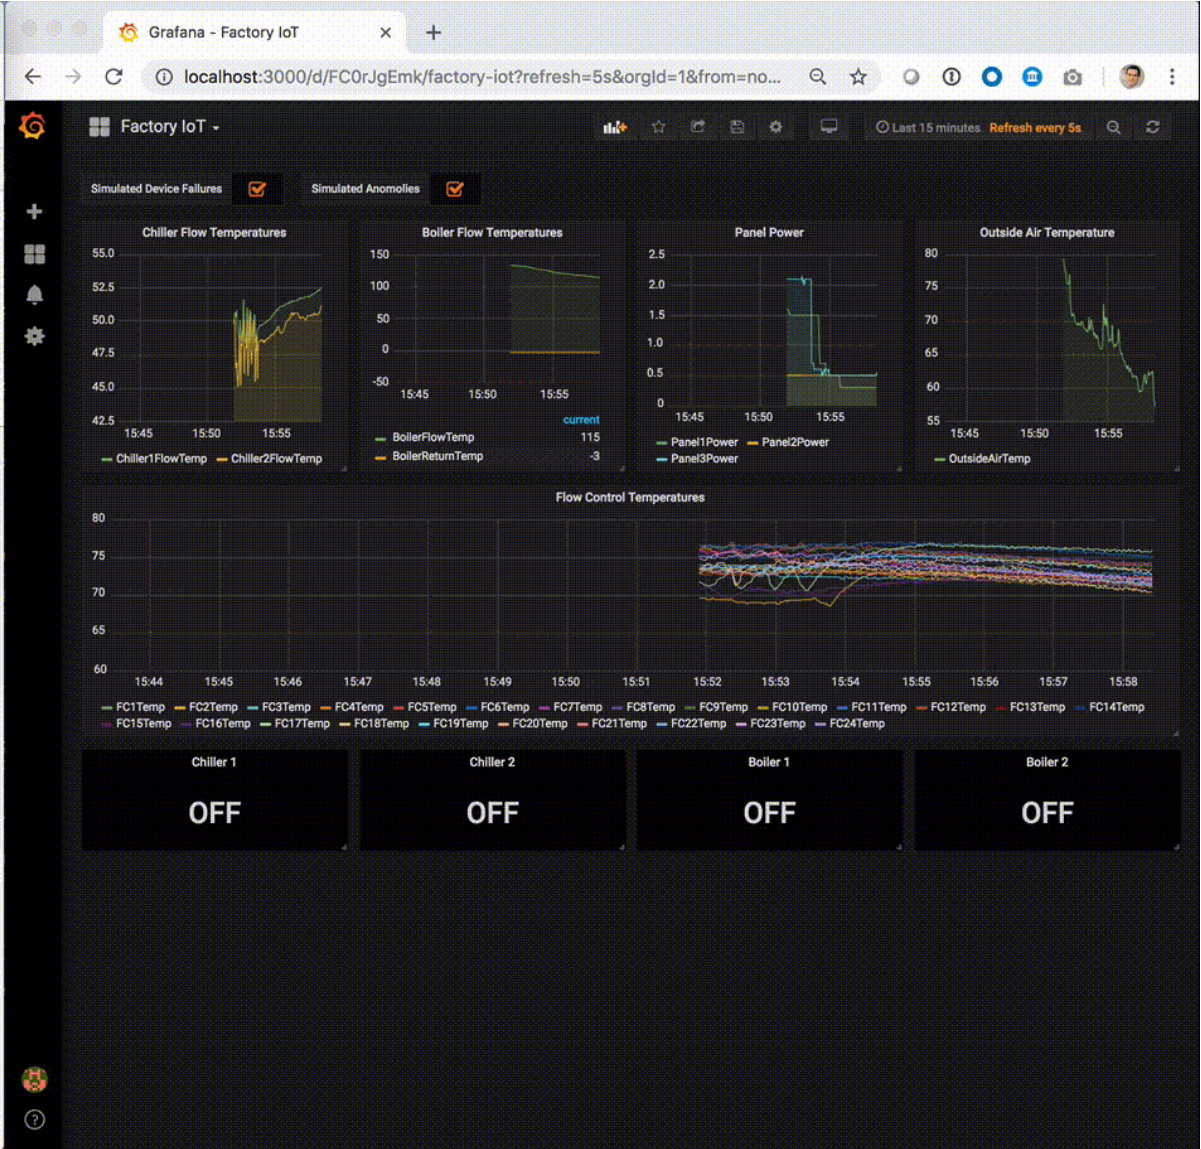 Grafana - Factory IoT
localhost:3000/d/FC0rJgEmk/factory-iot?refresh=5s&orgId=1&from=no...
Factory IoT
Last 15 minutes Refresh every 5s
Simulated Device Failures
Simulated Anomolies
Chiller Flow Temperatures
55.0
52.5
50.0
47.5
45.0
42.5
15:45 15:50 15:55
Chiller1FlowTemp Chiller2FlowTemp
Boiler Flow Temperatures
150
100
50
0
-50
15:45 15:50 15:55
current
BoilerFlowTemp 115
BoilerReturnTemp -3
Panel Power
2.5
2.0
1.5
1.0
0.5
0
15:45 15:50 15:55
Panel1Power Panel2Power
Panel3Power
Outside Air Temperature
80
75
70
65
60
55
15:45 15:50 15:55
OutsideAirTemp
Flow Control Temperatures
80
75
70
65
60
15:44 15:45 15:46 15:47 15:48 15:49 15:50 15:51 15:52 15:53 15:54 15:55 15:56 15:57 15:58
FC1Temp FC2Temp FC3Temp FC4Temp FC5Temp FC6Temp FC7Temp FC8Temp FC9Temp FC10Temp FC11Temp FC12Temp FC13Temp FC14Temp
FC15Temp FC16Temp FC17Temp FC18Temp FC19Temp FC20Temp FC21Temp FC22Temp FC23Temp FC24Temp
Chiller 1
OFF
Chiller 2
OFF
Boiler 1
OFF
Boiler 2
OFF